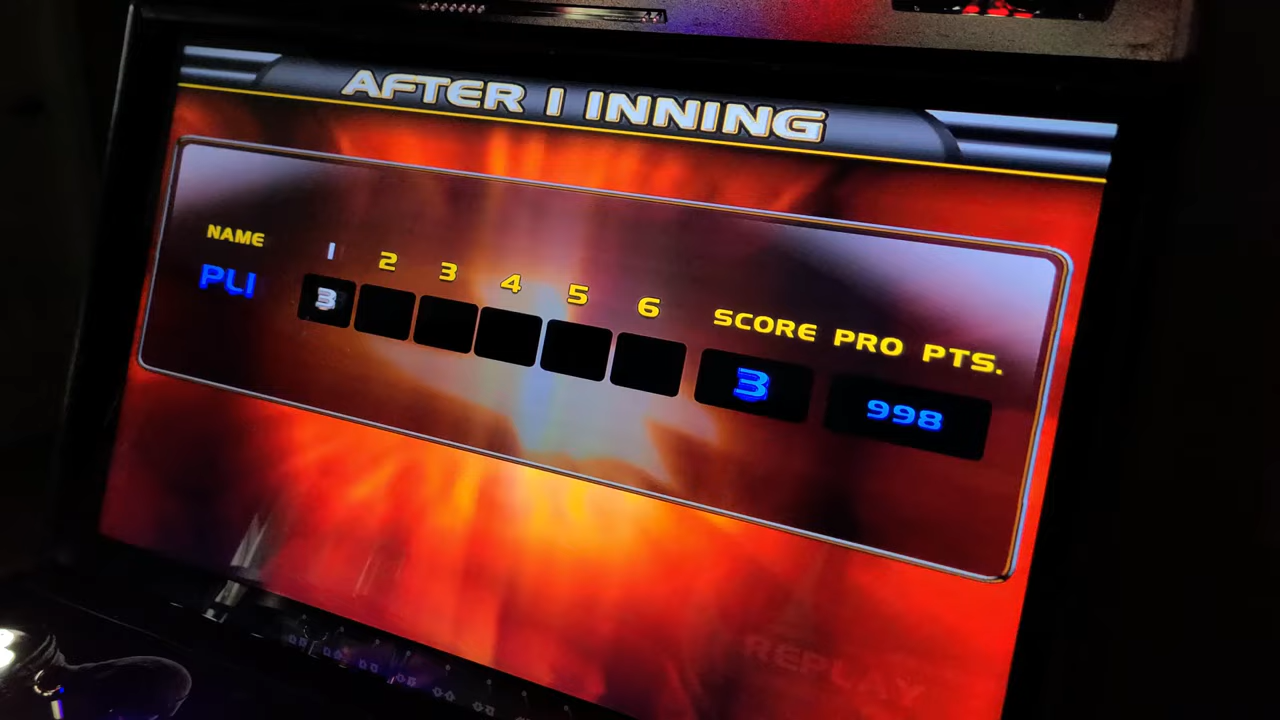 AFTER 1 INNING
NAME 1 2 3 4 5 6 SCORE PRO PTS.
PL1 3 3 998
REPLAY